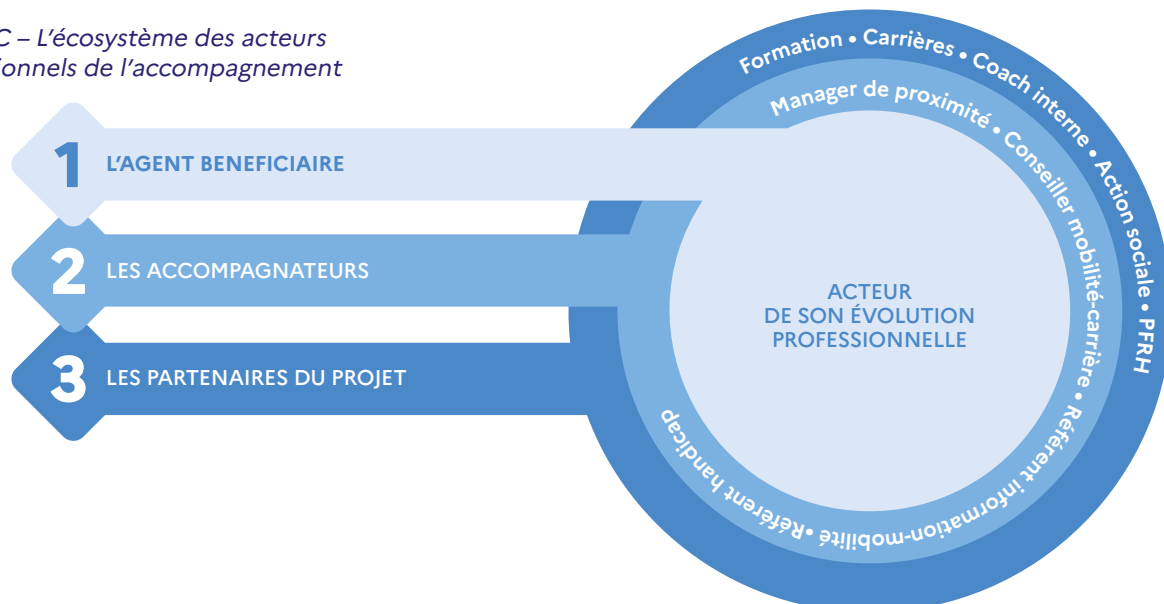 C – L'écosystème des acteurs
onnels de l'accompagnement
1
L'AGENT BENEFICIAIRE
2
LES ACCOMPAGNATEURS
3
LES PARTENAIRES DU PROJET
Formation • Carrières • Coach interne • Action sociale • PFRH
Manager de proximité • Conseiller mobilité-carrière • Référent information-mobilité • Référent handicap
ACTEUR
DE SON ÉVOLUTION
PROFESSIONNELLE